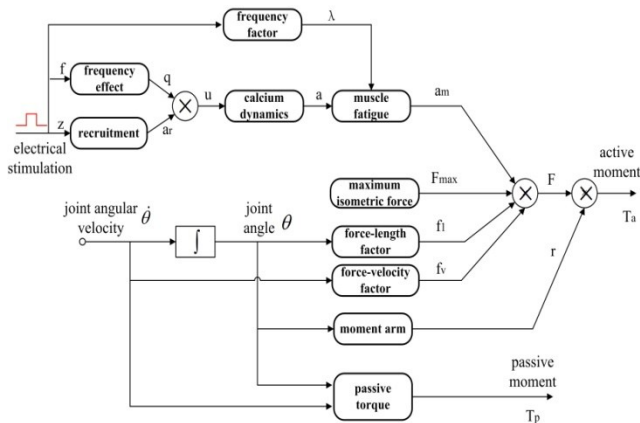 frequency
factor
λ
f
frequency
effect
q
u
calcium
dynamics
a
muscle
fatigue
am
z
recruitment
ar
electrical
stimulation
maximum
isometric force
Fmax
F
active
moment
Ta
joint angular
velocity
θ̇
∫
joint
angle θ
force-length
factor
fl
force-velocity
factor
fv
r
moment arm
passive
torque
passive
moment
Tp